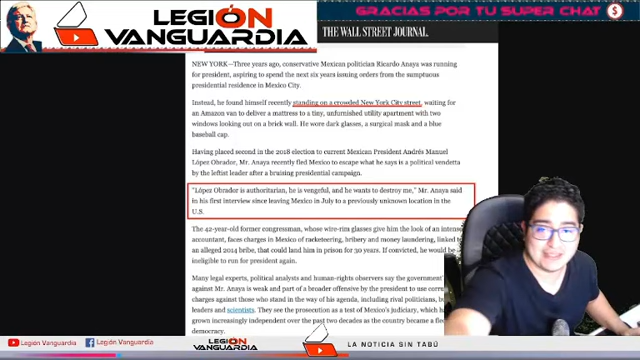 LEGIÓN
VANGUARDIA
GRACIAS POR TU SUPER CHAT
THE WALL STREET JOURNAL.
NEW YORK—Three years ago, conservative Mexican politician Ricardo Anaya was running
for president, aspiring to spend the next six years issuing orders from the sumptuous
presidential residence in Mexico City.
Instead, he found himself recently standing on a crowded New York City street, waiting for
an Amazon van to deliver a mattress to a tiny, unfurnished utility apartment with two
windows looking out on a brick wall. He wore dark glasses, a surgical mask and a blue
baseball cap.
Having placed second in the 2018 election to current Mexican President Andrés Manuel
López Obrador, Mr. Anaya recently fled Mexico to escape what he says is a political vendetta
by the leftist leader after a bruising presidential campaign.
"López Obrador is authoritarian, he is vengeful, and he wants to destroy me," Mr. Anaya said
in his first interview since leaving Mexico in July to a previously unknown location in the
U.S.
The 42-year-old former congressman, whose wire-rim glasses give him the look of an intense
accountant, faces charges in Mexico of racketeering, bribery and money laundering, linked to
an alleged 2014 bribe, that could land him in prison for 30 years. If convicted, he would be
ineligible to run for president again.
Many legal experts, political analysts and human-rights observers say the government'
against Mr. Anaya is weak and part of a broader offensive by the president to use corru
charges against those who stand in the way of his agenda, including rival politicians, bu
leaders and scientists. They see the prosecution as a test of Mexico's judiciary, which ha
grown increasingly independent over the past two decades as the country became a fle
democracy.
Legión Vanguardia
Legión Vanguardia
LEGIÓN
VANGUARDIA
LA NOTICIA SIN TABÚ